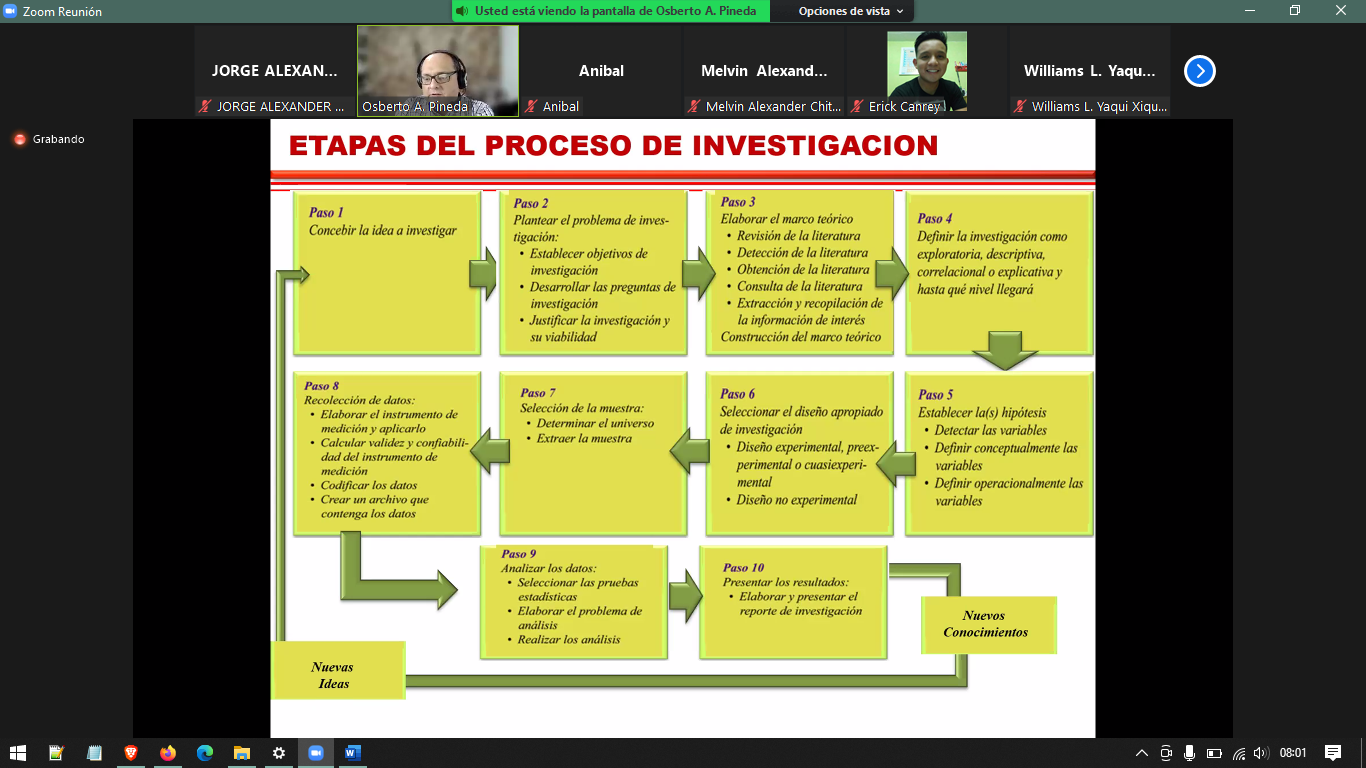 Zoom Reunión
Usted está viendo la pantalla de Osberto A. Pineda
Opciones de vista
JORGE ALEXAN...
Anibal
Melvin Alexand...
Williams L. Yaqu...
JORGE ALEXANDER ...
Osberto A. Pineda
Anibal
Melvin Alexander Chit...
Erick Canrey
Williams L. Yaqui Xiqu...
Grabando
ETAPAS DEL PROCESO DE INVESTIGACION
Paso 1
Concebir la idea a investigar
Paso 2
Plantear el problema de inves-
tigación:
• Establecer objetivos de
investigación
• Desarrollar las preguntas de
investigación
• Justificar la investigación y
su viabilidad
Paso 3
Elaborar el marco teórico
• Revisión de la literatura
• Detección de la literatura
• Obtención de la literatura
• Consulta de la literatura
• Extracción y recopilación de
la información de interés
Construcción del marco teórico
Paso 4
Definir la investigación como
exploratoria, descriptiva,
correlacional o explicativa y
hasta qué nivel llegará
Paso 5
Establecer la(s) hipótesis
• Detectar las variables
• Definir conceptualmente las
variables
• Definir operacionalmente las
variables
Paso 6
Seleccionar el diseño apropiado
de investigación
• Diseño experimental, preex-
perimental o cuasiexperi-
mental
• Diseño no experimental
Paso 7
Selección de la muestra:
• Determinar el universo
• Extraer la muestra
Paso 8
Recolección de datos:
• Elaborar el instrumento de
medición y aplicarlo
• Calcular validez y confiabili-
dad del instrumento de
medición
• Codificar los datos
• Crear un archivo que
contenga los datos
Paso 9
Analizar los datos:
• Seleccionar las pruebas
estadísticas
• Elaborar el problema de
análisis
• Realizar los análisis
Paso 10
Presentar los resultados:
• Elaborar y presentar el
reporte de investigación
Nuevos
Conocimientos
Nuevas
Ideas
08:01